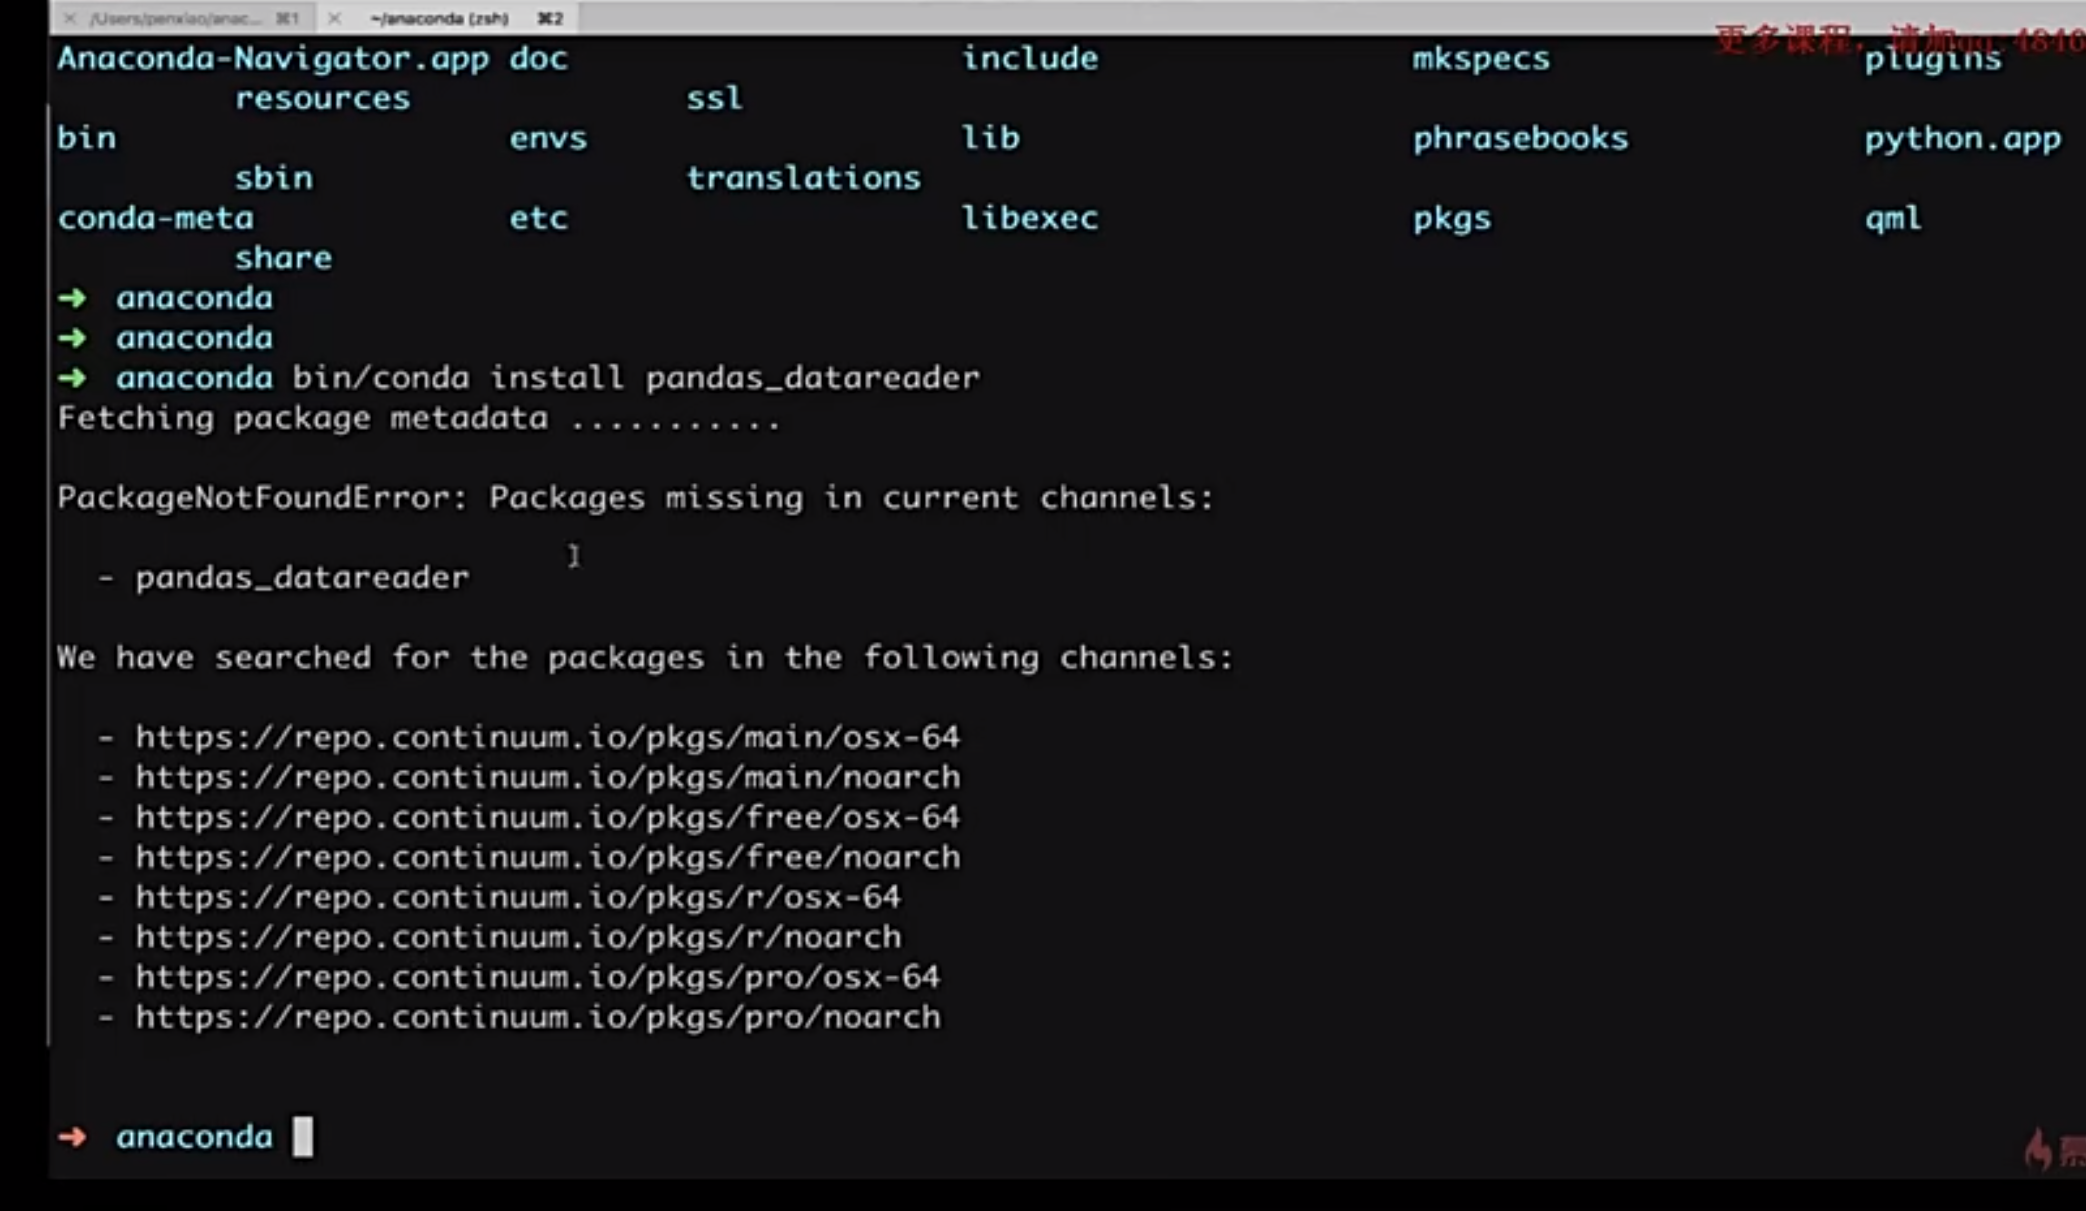 ~/anaconda (zsh) ⌘2
更多课程，请加qq:4840
Anaconda-Navigator.app doc include mkspecs plugins
resources ssl
bin envs lib phrasebooks python.app
sbin translations
conda-meta etc libexec pkgs qml
share
➜ anaconda
➜ anaconda
➜ anaconda bin/conda install pandas_datareader
Fetching package metadata ...........
PackageNotFoundError: Packages missing in current channels:
- pandas_datareader
We have searched for the packages in the following channels:
- https://repo.continuum.io/pkgs/main/osx-64
- https://repo.continuum.io/pkgs/main/noarch
- https://repo.continuum.io/pkgs/free/osx-64
- https://repo.continuum.io/pkgs/free/noarch
- https://repo.continuum.io/pkgs/r/osx-64
- https://repo.continuum.io/pkgs/r/noarch
- https://repo.continuum.io/pkgs/pro/osx-64
- https://repo.continuum.io/pkgs/pro/noarch
➜ anaconda